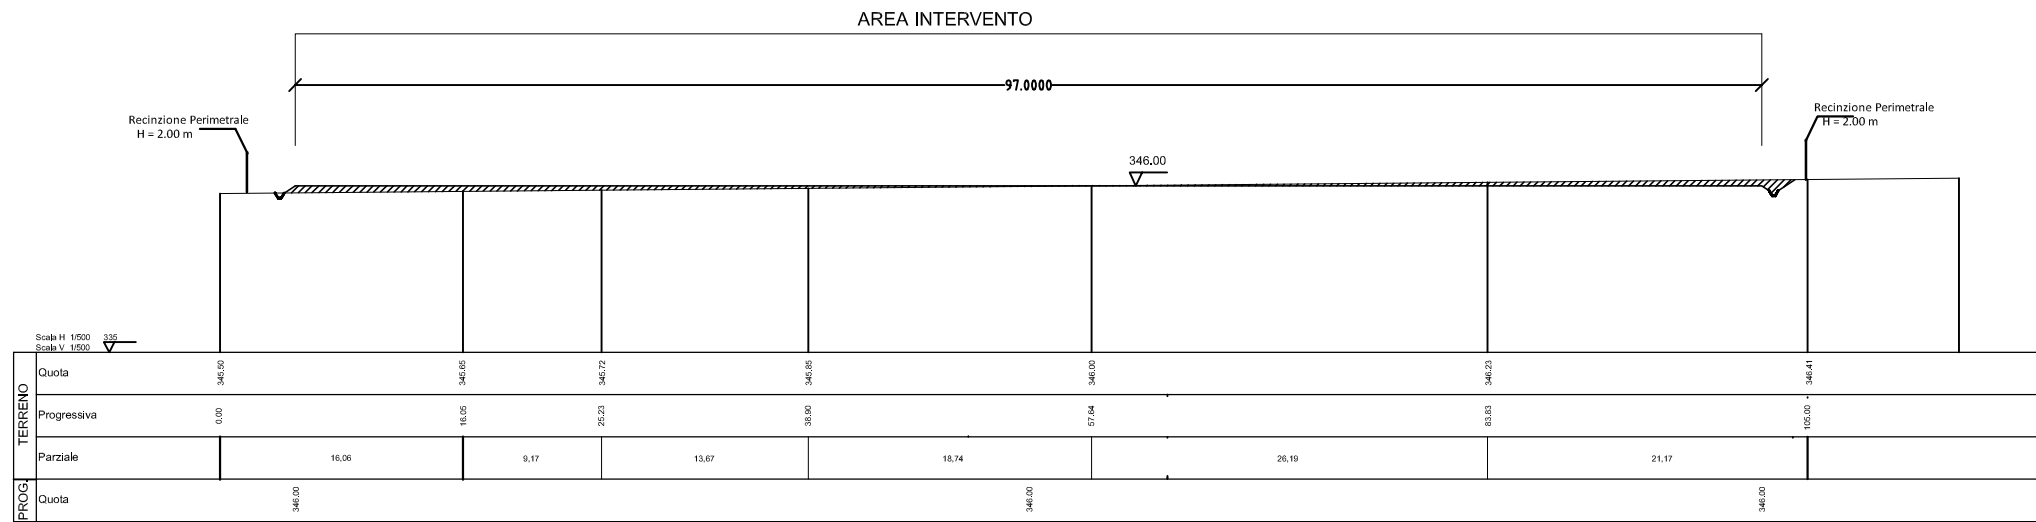 AREA INTERVENTO
97.0000
Recinzione Perimetrale
H = 2.00 m
Recinzione Perimetrale
H = 2.00 m
346.00
Scala H 1/500
Scala V 1/500
335
TERRENO
Quota
345.50
345.65
345.72
345.85
346.00
346.23
346.41
Progressiva
0.00
16.05
25.23
38.90
57.64
83.83
105.00
Parziale
16,06
9,17
13,67
18,74
26,19
21,17
PROG.
Quota
346.00
346.00
346.00